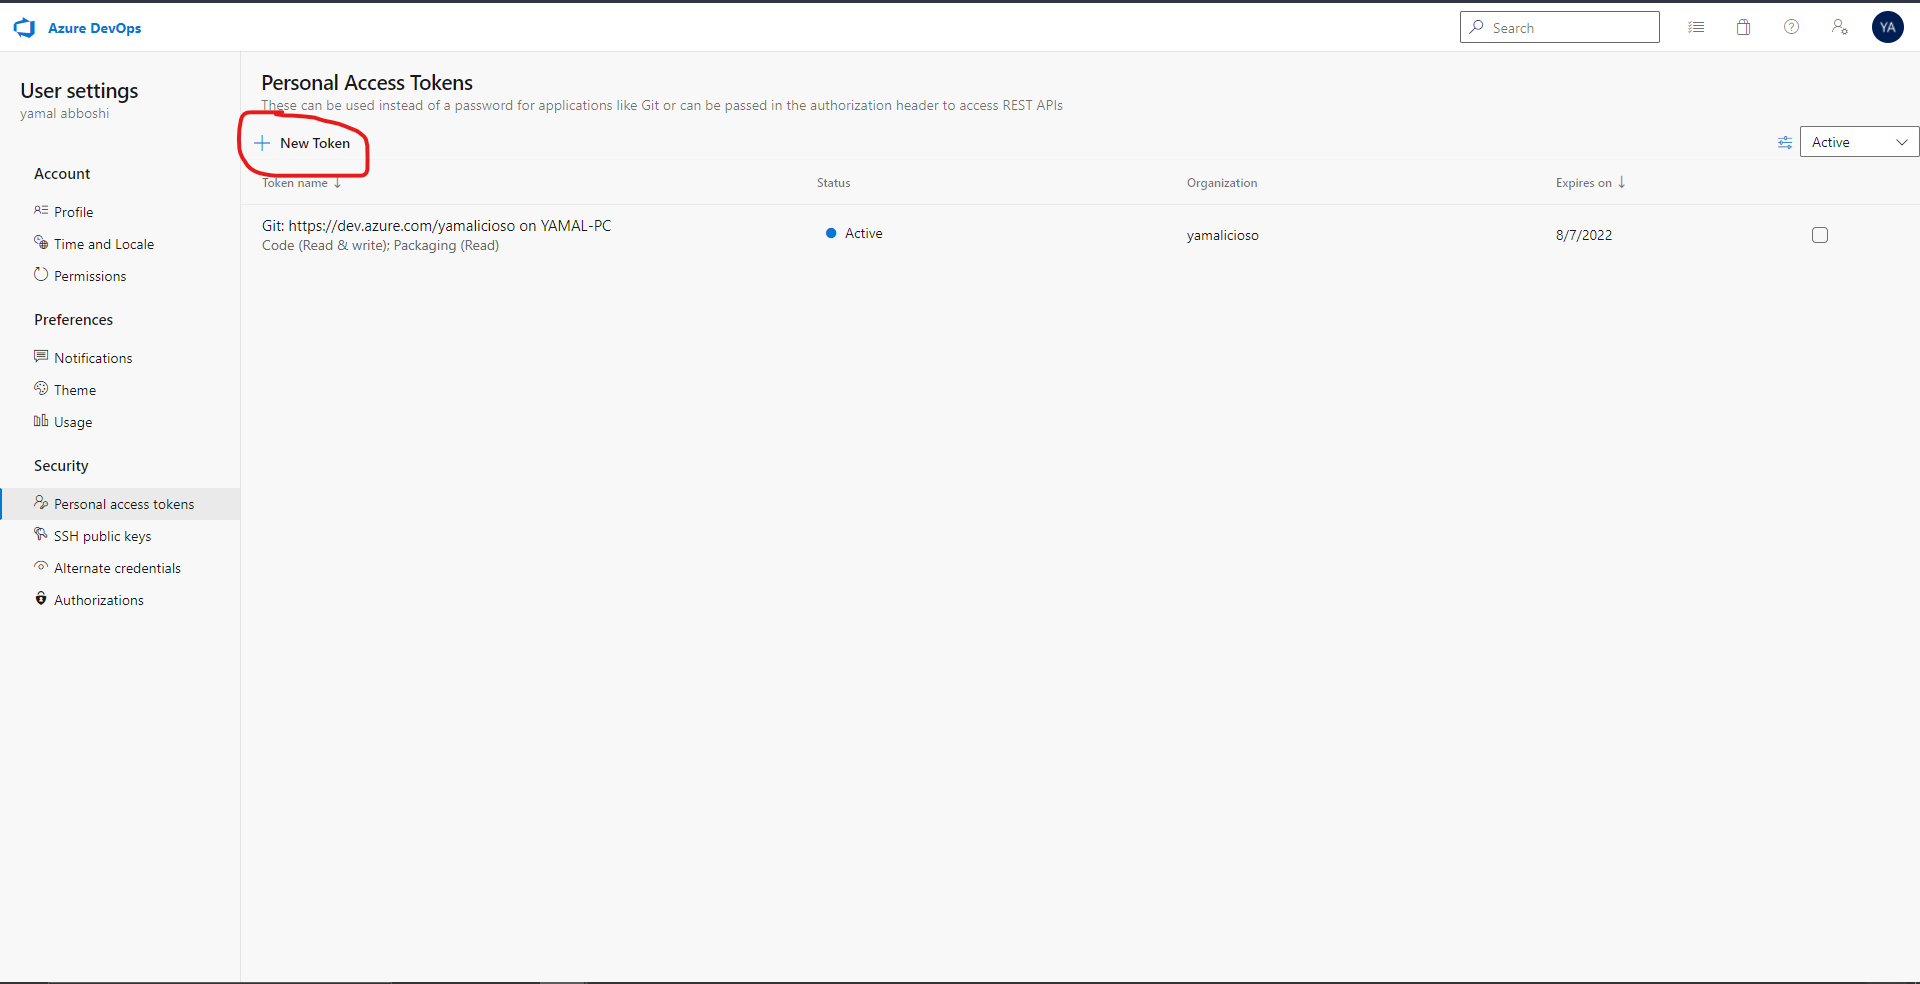 Azure DevOps
Search
YA
User settings
yamal abboshi
Account
Profile
Time and Locale
Permissions
Preferences
Notifications
Theme
Usage
Security
Personal access tokens
SSH public keys
Alternate credentials
Authorizations
Personal Access Tokens
These can be used instead of a password for applications like Git or can be passed in the authorization header to access REST APIs
New Token
Active
Token name ↓ Status Organization Expires on ↓
Git: https://dev.azure.com/yamalicioso on YAMAL-PC
Code (Read & write); Packaging (Read)
Active
yamalicioso
8/7/2022